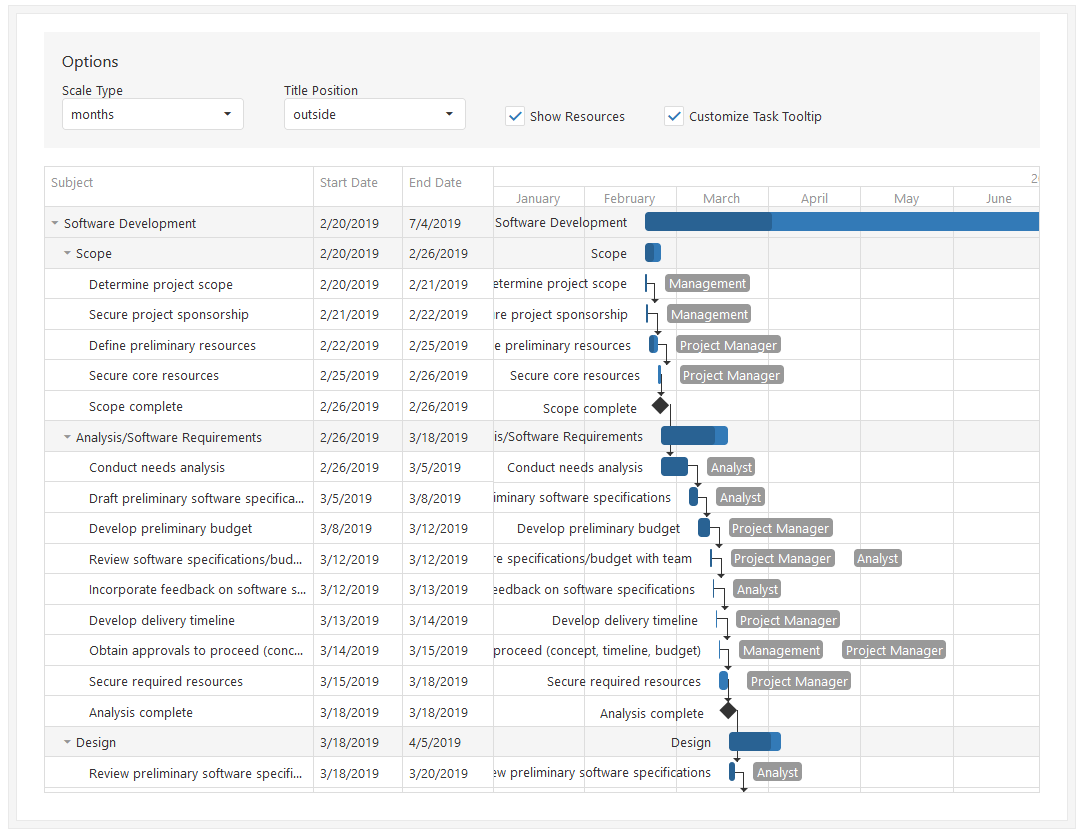 Options
Scale Type Title Position
months outside Show Resources Customize Task Tooltip
Subject Start Date End Date
January February March April May June
Software Development 2/20/2019 7/4/2019 Software Development
Scope 2/20/2019 2/26/2019 Scope
Determine project scope 2/20/2019 2/21/2019 etermine project scope Management
Secure project sponsorship 2/21/2019 2/22/2019 re project sponsorship Management
Define preliminary resources 2/22/2019 2/25/2019 e preliminary resources Project Manager
Secure core resources 2/25/2019 2/26/2019 Secure core resources Project Manager
Scope complete 2/26/2019 2/26/2019 Scope complete
Analysis/Software Requirements 2/26/2019 3/18/2019 is/Software Requirements
Conduct needs analysis 2/26/2019 3/5/2019 Conduct needs analysis Analyst
Draft preliminary software specifica... 3/5/2019 3/8/2019 iminary software specifications Analyst
Develop preliminary budget 3/8/2019 3/12/2019 Develop preliminary budget Project Manager
Review software specifications/bud... 3/12/2019 3/12/2019 re specifications/budget with team Project Manager Analyst
Incorporate feedback on software s... 3/12/2019 3/13/2019 eedback on software specifications Analyst
Develop delivery timeline 3/13/2019 3/14/2019 Develop delivery timeline Project Manager
Obtain approvals to proceed (conc... 3/14/2019 3/15/2019 proceed (concept, timeline, budget) Management Project Manager
Secure required resources 3/15/2019 3/18/2019 Secure required resources Project Manager
Analysis complete 3/18/2019 3/18/2019 Analysis complete
Design 3/18/2019 4/5/2019 Design
Review preliminary software specifi... 3/18/2019 3/20/2019 ew preliminary software specifications Analyst